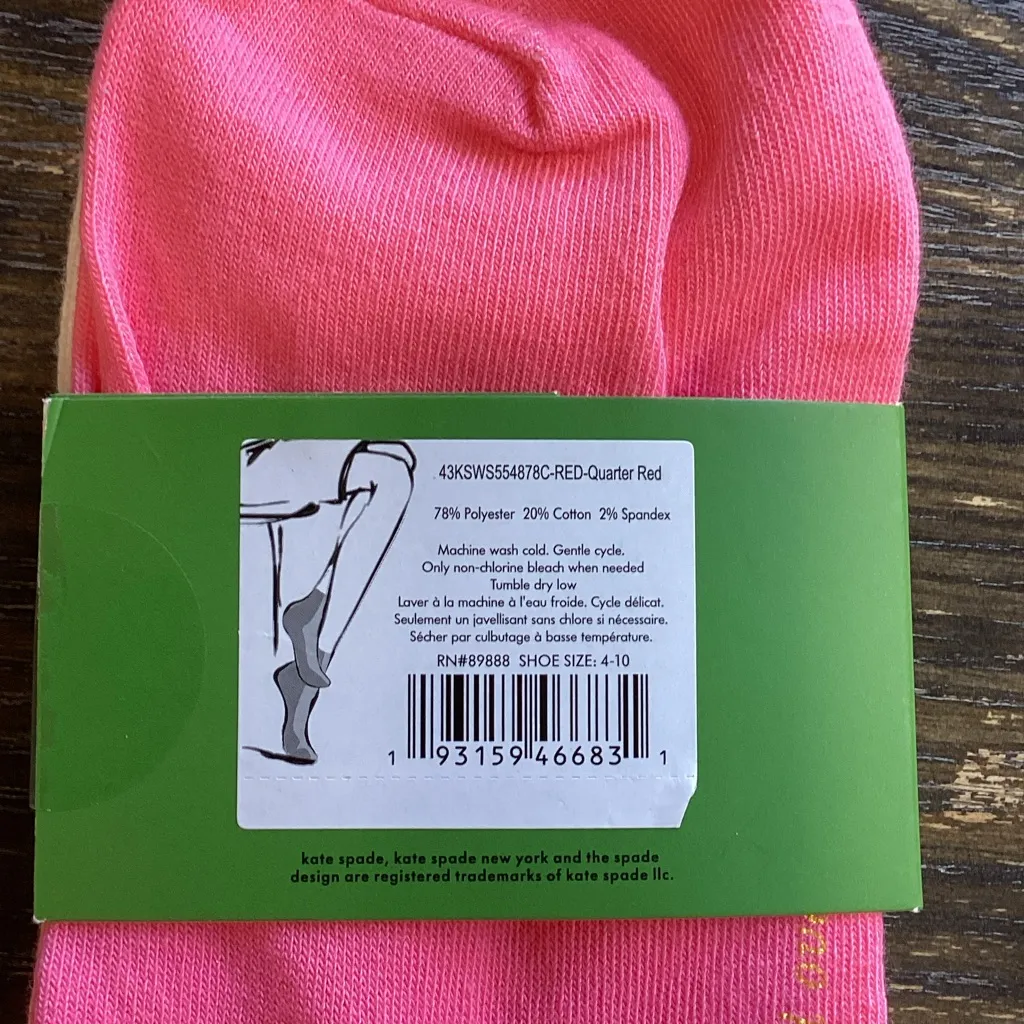 43KSWS554878C-RED-Quarter Red
78% Polyester 20% Cotton 2% Spandex
Machine wash cold. Gentle cycle.
Only non-chlorine bleach when needed
Tumble dry low
Laver à la machine à l'eau froide. Cycle délicat.
Seulement un javellisant sans chlore si nécessaire.
Sécher par culbutage à basse température.
RN#89888 SHOE SIZE: 4-10
1 93159 46683 1
kate spade, kate spade new york and the spade
design are registered trademarks of kate spade llc.